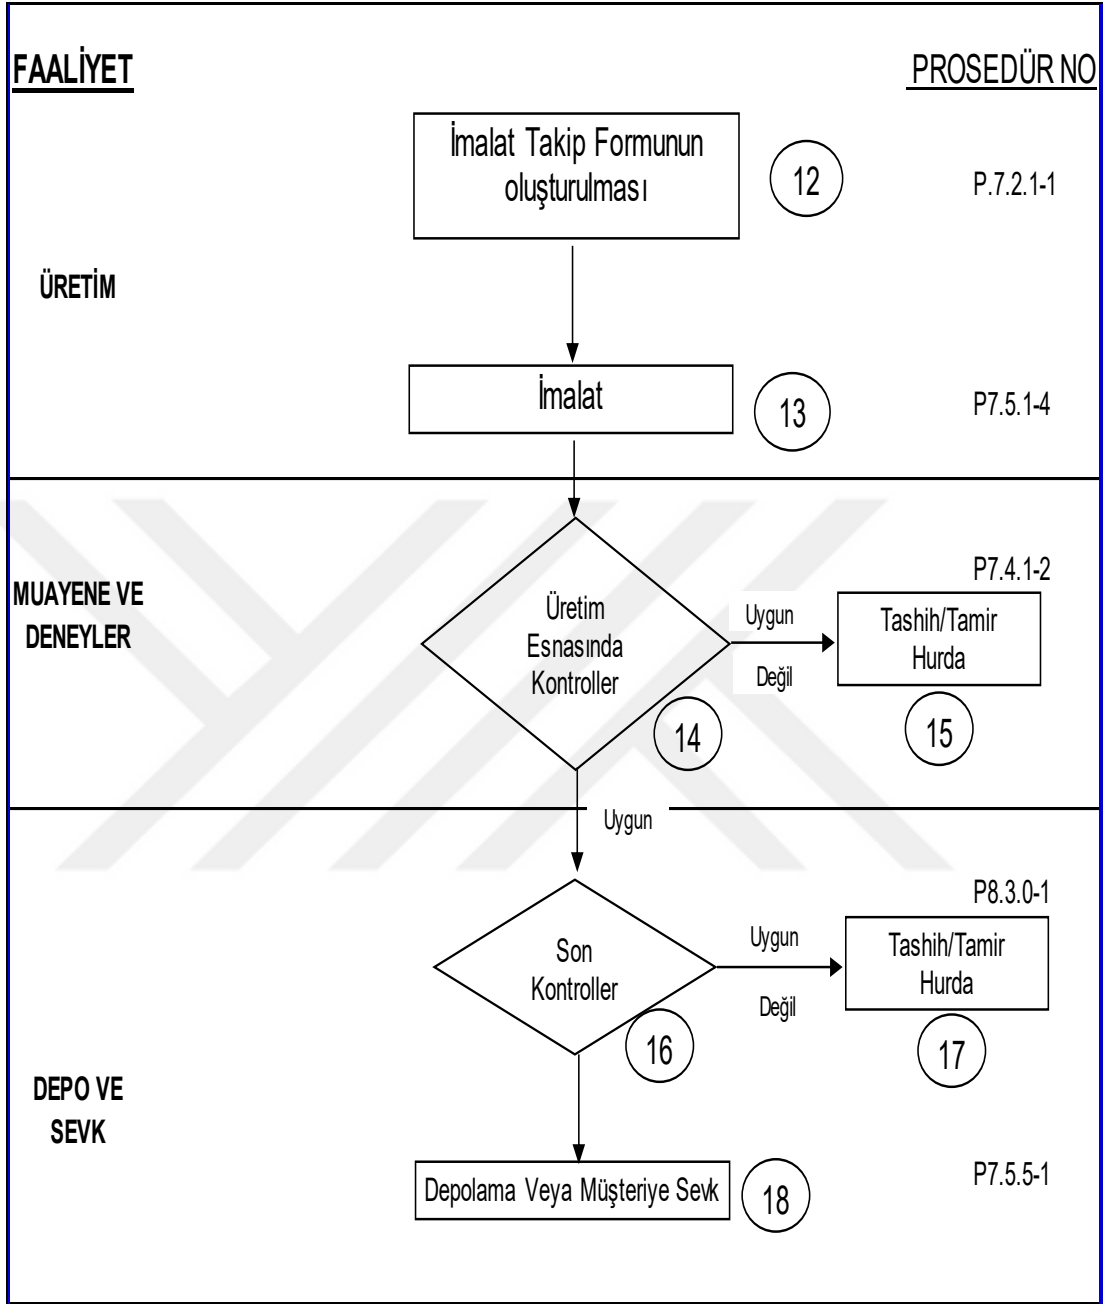 FAALİYET
PROSEDÜR NO
İmalat Takip Formunun
oluşturulması
12
P.7.2.1-1
ÜRETİM
İmalat
13
P7.5.1-4
MUAYENE VE
DENEYLER
Üretim
Esnasında
Kontroller
14
Uygun
Değil
P7.4.1-2
Tashih/Tamir
Hurda
15
Uygun
DEPO VE
SEVK
Son
Kontroller
16
Uygun
Değil
P8.3.0-1
Tashih/Tamir
Hurda
17
Depolama Veya Müşteriye Sevk
18
P7.5.5-1